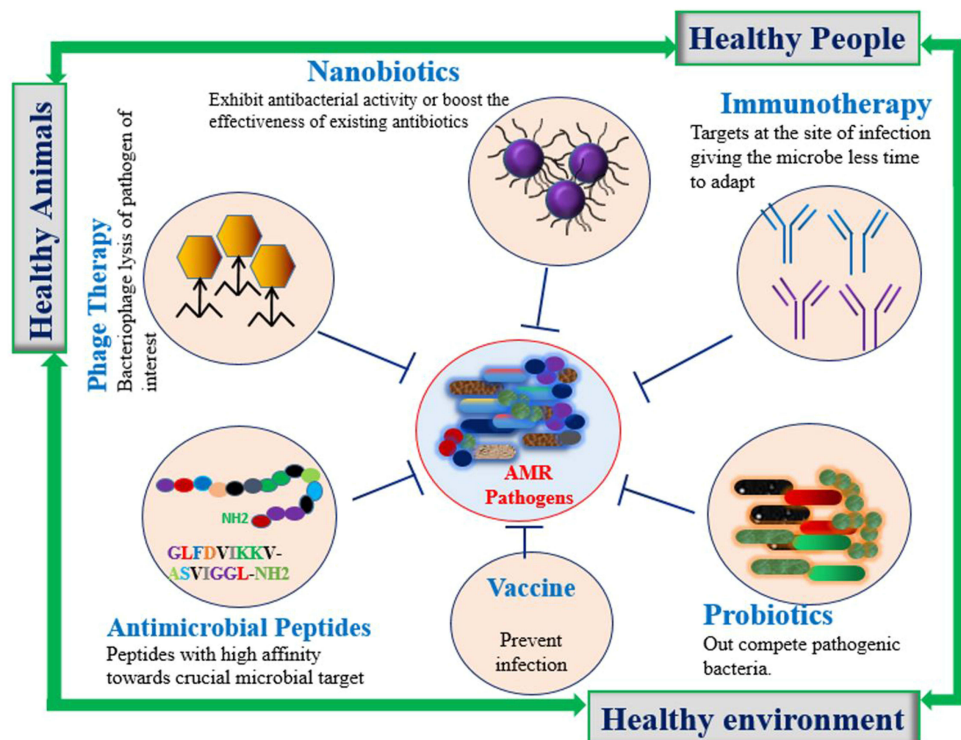 Healthy People
Nanobiotics
Exhibit antibacterial activity or boost the
effectiveness of existing antibiotics
Immunotherapy
Targets at the site of infection
giving the microbe less time
to adapt
Healthy Animals
Phage Therapy
Bacteriophage lysis of pathogen of
interest
AMR
Pathogens
NH2
GLFDVIKKV-
ASVIGGL-NH2
Antimicrobial Peptides
Peptides with high affinity
towards crucial microbial target
Vaccine
Prevent
infection
Probiotics
Out compete pathogenic
bacteria.
Healthy environment